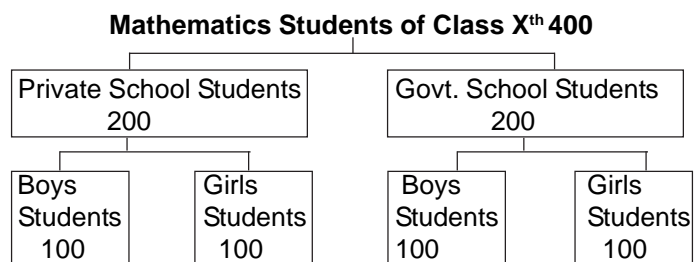 Mathematics Students of Class Xth 400
Private School Students
200
Govt. School Students
200
Boys
Students
100
Girls
Students
100
Boys
Students
100
Girls
Students
100